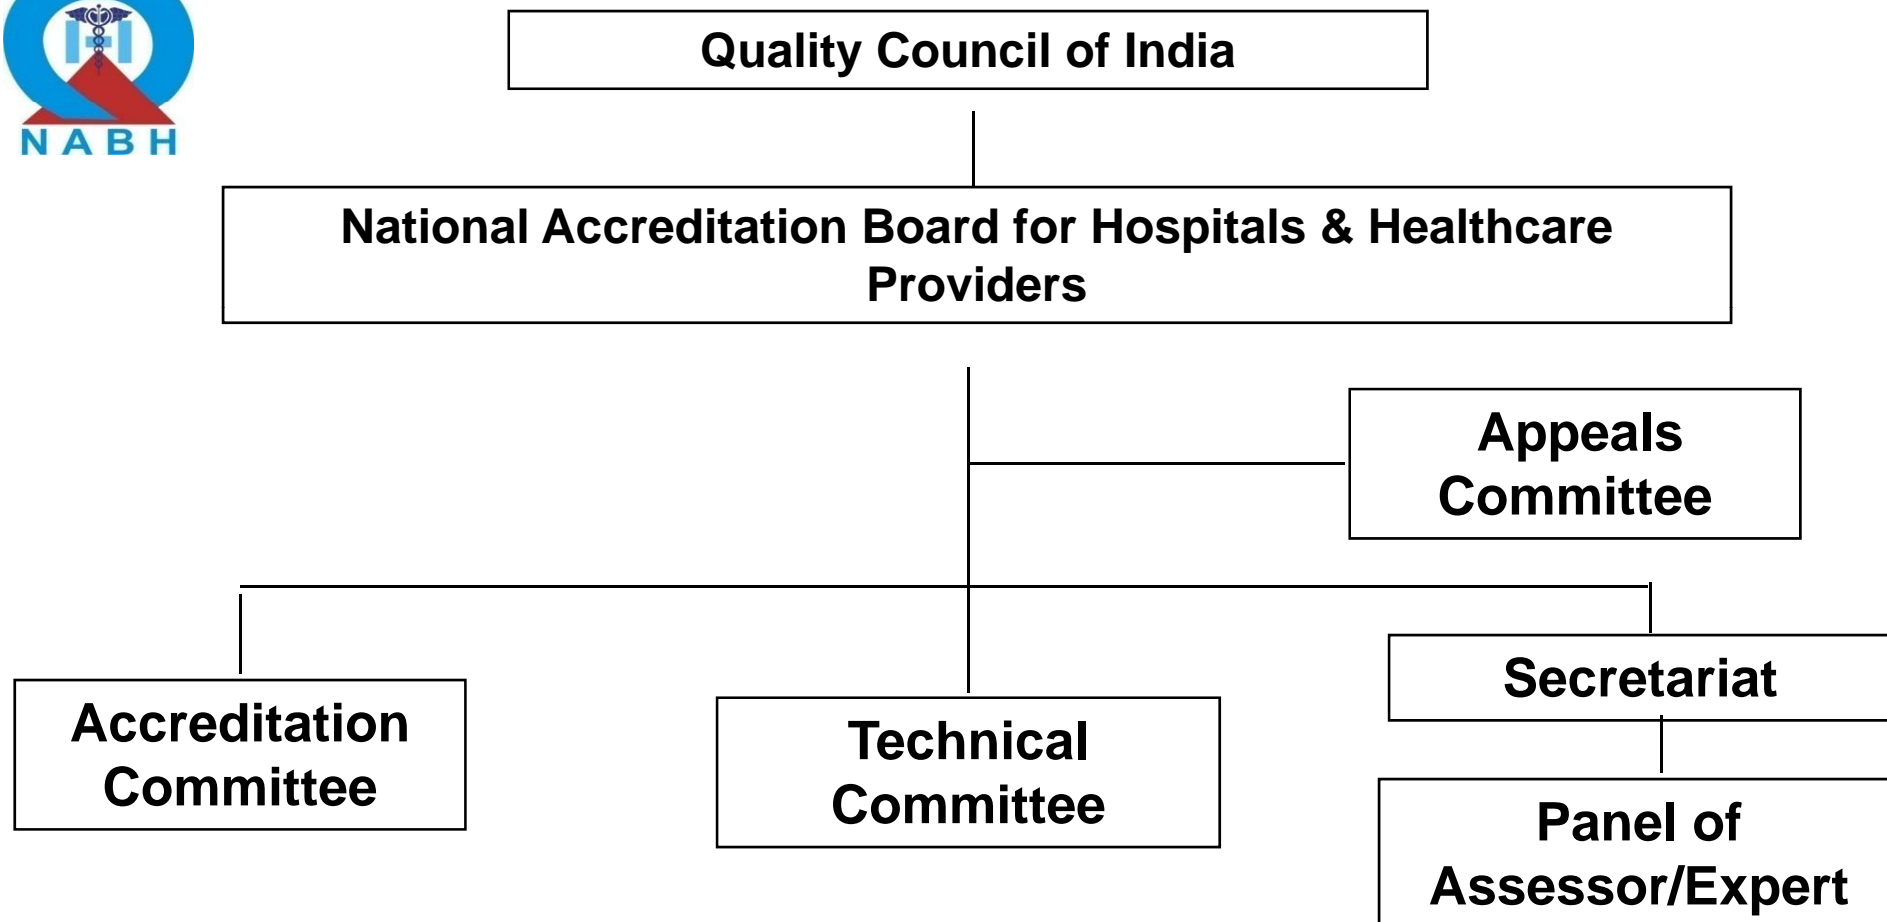 NABH
Quality Council of India
National Accreditation Board for Hospitals & Healthcare
Providers
Appeals
Committee
Accreditation
Committee
Technical
Committee
Secretariat
Panel of
Assessor/Expert